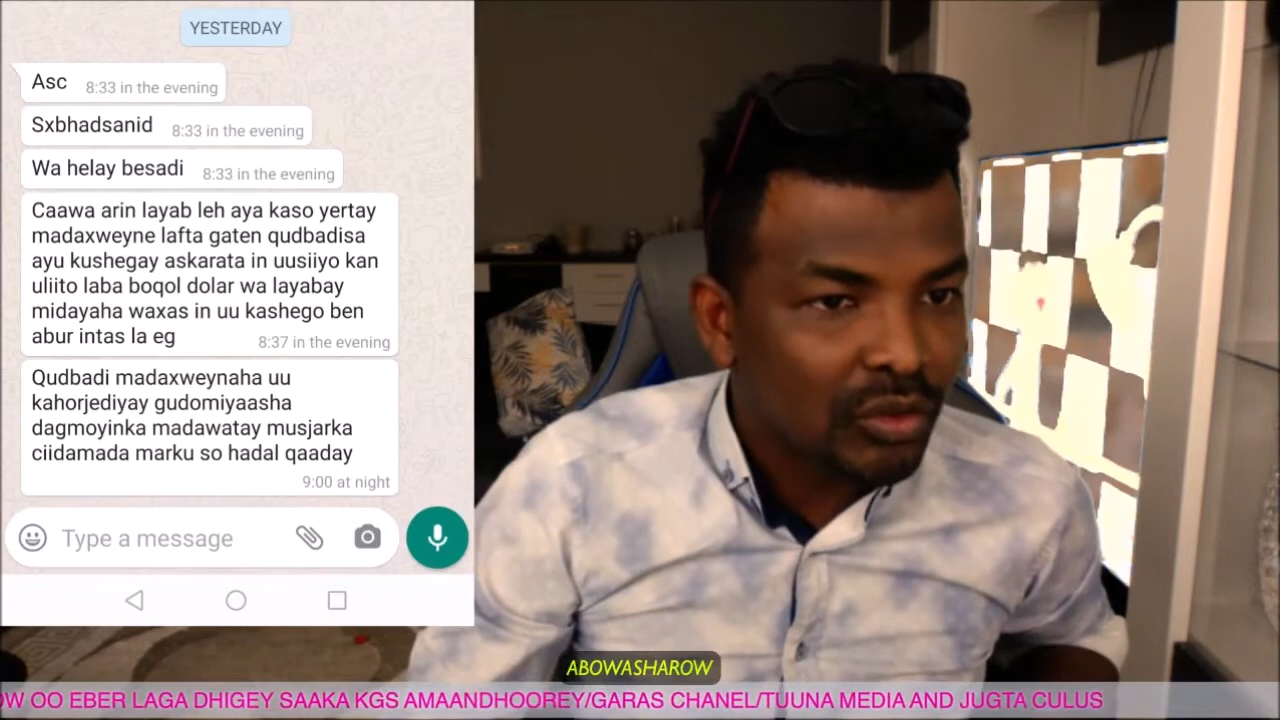 YESTERDAY
Asc 8:33 in the evening
Sxbhadsanid 8:33 in the evening
Wa helay besadi 8:33 in the evening
Caawa arin layab leh aya kaso yertay
madaxweyne lafta gaten qudbadisa
ayu kushegay askarata in uusiiyo kan
uliito laba boqol dolar wa layabay
midayaha waxas in uu kashego ben
abur intas la eg 8:37 in the evening
Qudbadi madaxweynaha uu
kahorjediyay gudomiyaasha
dagmoyinka madawatay musjarka
ciidamada marku so hadal qaaday
9:00 at night
Type a message
ABOWASHAROW
OW OO EBER LAGA DHIGEY SAAKA KGS AMAANDHOOREY/GARAS CHANEL/TUUNA MEDIA AND JUGTA CULUS